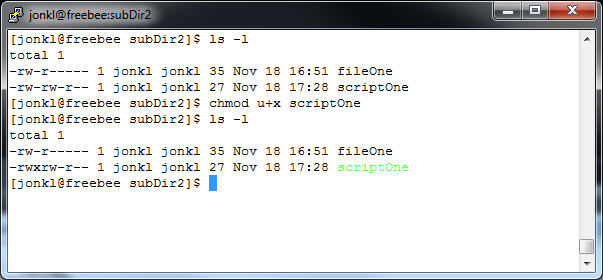 jonkl@freebee:subDir2
[jonkl@freebee subDir2]$ ls -l
total 1
-rw-r----- 1 jonkl jonkl 35 Nov 18 16:51 fileOne
-rw-rw-r-- 1 jonkl jonkl 27 Nov 18 17:28 scriptOne
[jonkl@freebee subDir2]$ chmod u+x scriptOne
[jonkl@freebee subDir2]$ ls -l
total 1
-rw-r----- 1 jonkl jonkl 35 Nov 18 16:51 fileOne
-rwxrw-r-- 1 jonkl jonkl 27 Nov 18 17:28 scriptOne
[jonkl@freebee subDir2]$